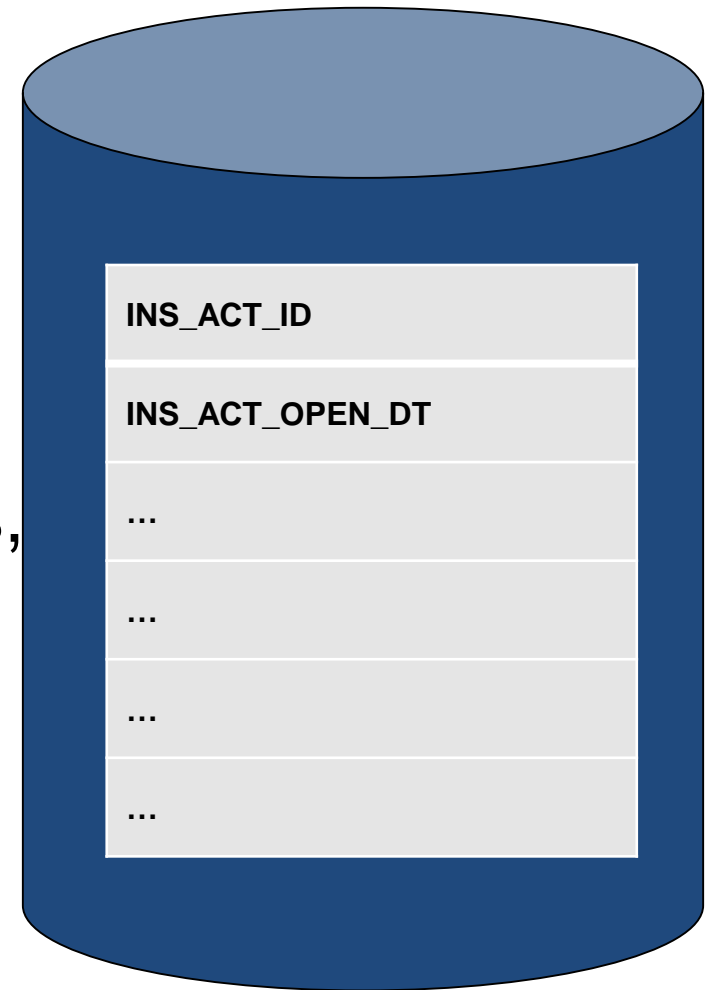 INS_ACT_ID
INS_ACT_OPEN_DT
…
,
…
…
…